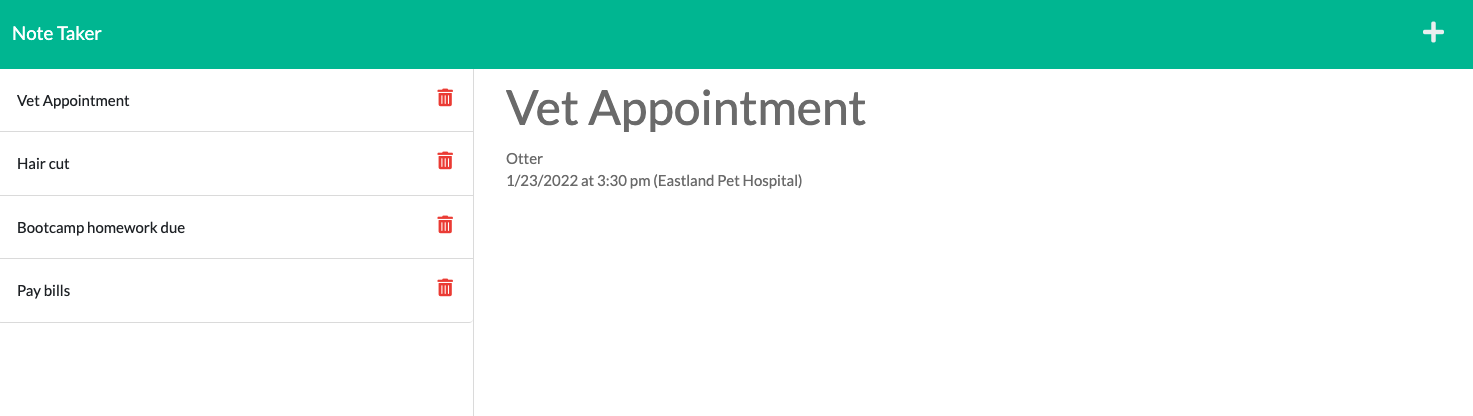 Note Taker
Vet Appointment
Hair cut
Bootcamp homework due
Pay bills
Vet Appointment
Otter
1/23/2022 at 3:30 pm (Eastland Pet Hospital)